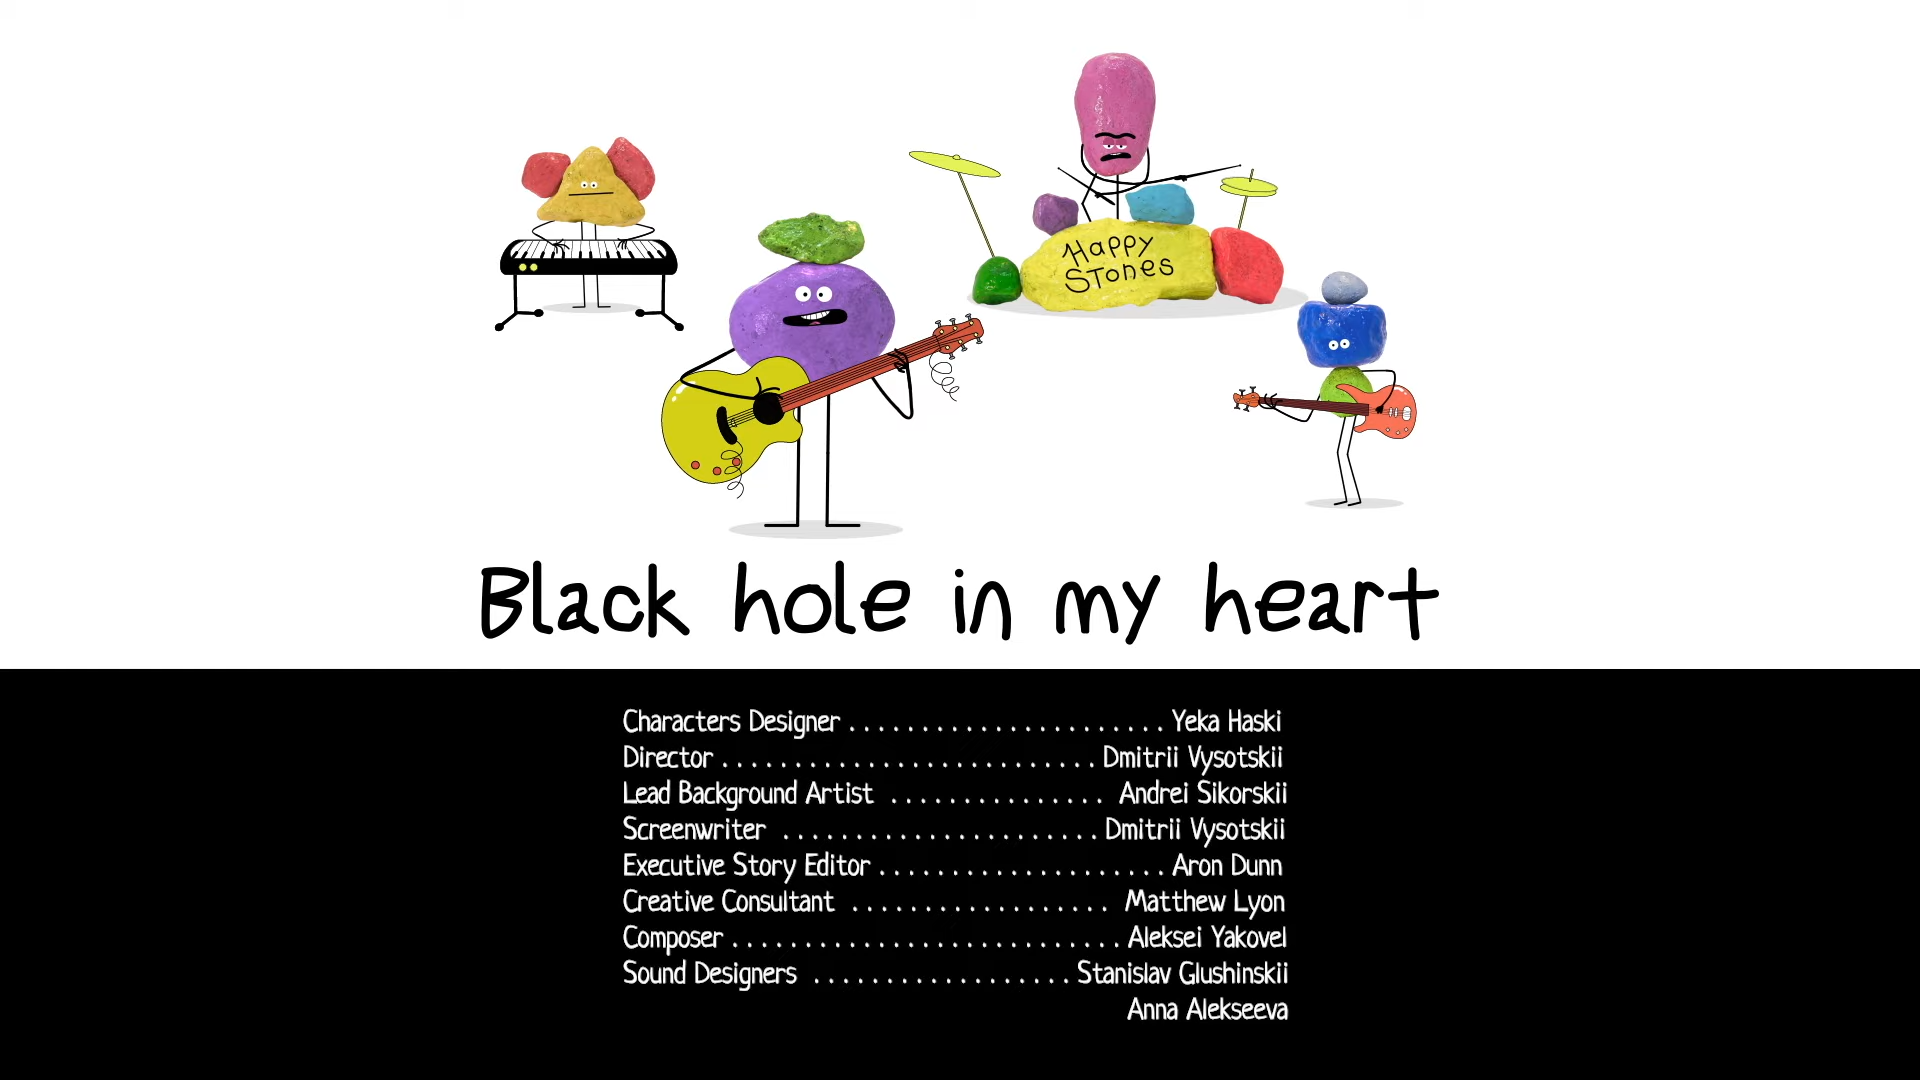 Happy
Stones
Black hole in my heart
Characters Designer . . . . . . . . . . . . . . . . . . . . . . Yeka Haski
Director . . . . . . . . . . . . . . . . . . . . . . . . . . Dmitrii Vysotskii
Lead Background Artist . . . . . . . . . . . . . . . Andrei Sikorskii
Screenwriter . . . . . . . . . . . . . . . . . . . . . . Dmitrii Vysotskii
Executive Story Editor . . . . . . . . . . . . . . . . . . . . Aron Dunn
Creative Consultant . . . . . . . . . . . . . . . . . . Matthew Lyon
Composer . . . . . . . . . . . . . . . . . . . . . . . . . . . Aleksei Yakovel
Sound Designers . . . . . . . . . . . . . . . . . . Stanislav Glushinskii
Anna Alekseeva